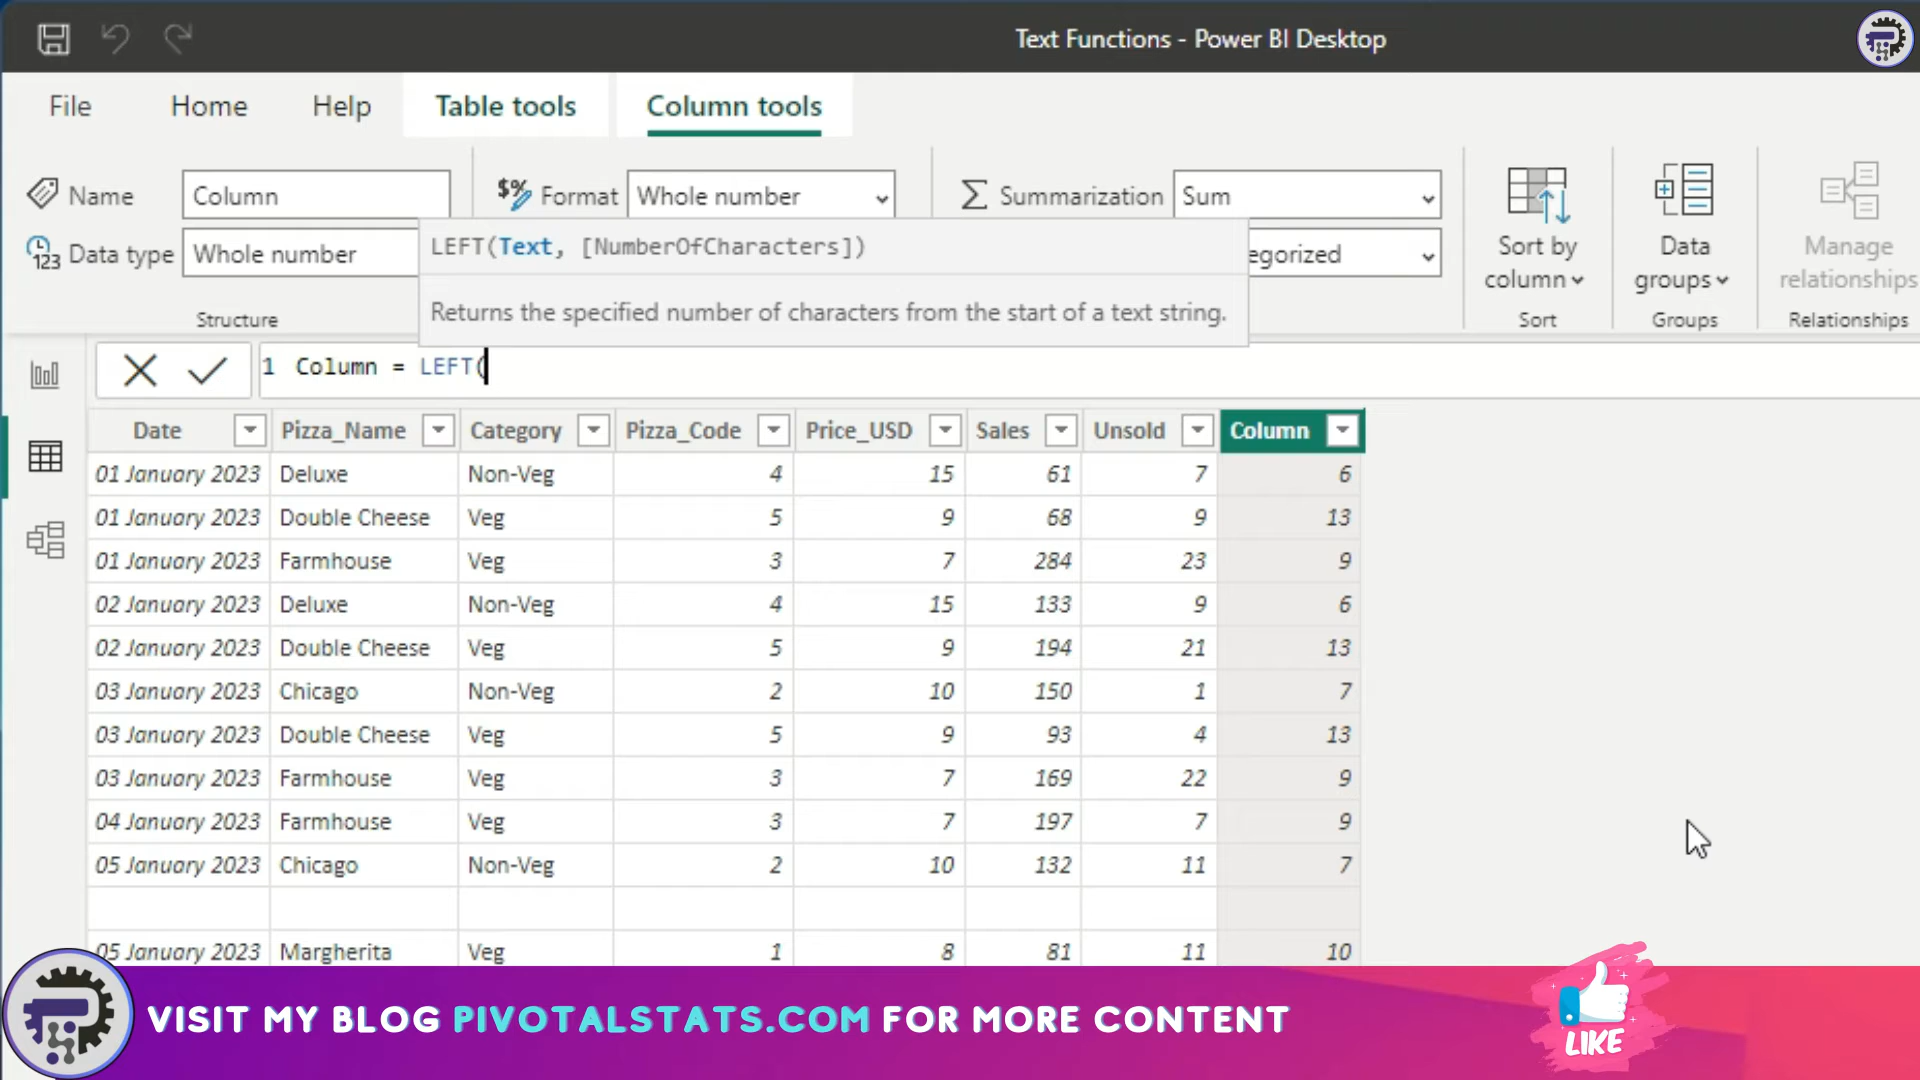 Text Functions - Power BI Desktop
File Home Help Table tools Column tools
Name Column $% Format Whole number Summarization Sum
Data type Whole number egorized
Sort by column Data groups Manage relationships
Structure Sort Groups Relationships
LEFT(Text, [NumberOfCharacters])
Returns the specified number of characters from the start of a text string.
1 Column = LEFT(
Date Pizza_Name Category Pizza_Code Price_USD Sales Unsold Column
01 January 2023 Deluxe Non-Veg 4 15 61 7 6
01 January 2023 Double Cheese Veg 5 9 68 9 13
01 January 2023 Farmhouse Veg 3 7 284 23 9
02 January 2023 Deluxe Non-Veg 4 15 133 9 6
02 January 2023 Double Cheese Veg 5 9 194 21 13
03 January 2023 Chicago Non-Veg 2 10 150 1 7
03 January 2023 Double Cheese Veg 5 9 93 4 13
03 January 2023 Farmhouse Veg 3 7 169 22 9
04 January 2023 Farmhouse Veg 3 7 197 7 9
05 January 2023 Chicago Non-Veg 2 10 132 11 7
05 January 2023 Margherita Veg 1 8 81 11 10
VISIT MY BLOG PIVOTALSTATS.COM FOR MORE CONTENT
LIKE